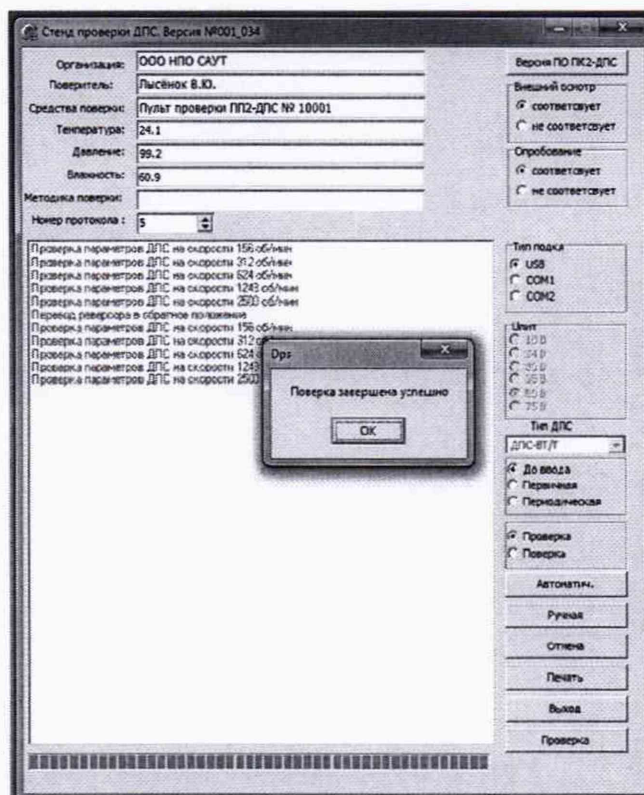 Стенд проверки ДПС. Версия №001_034
Организация: ООО НПО САУТ
Поверитель: Лысёнок В.Ю.
Средства поверки: Пульт проверки ПП2-ДПС № 10001
Температура: 24.1
Давление: 99.2
Влажность: 60.9
Методика поверки:
Номер протокола : 5
Версия ПО ПК2-ДПС
Внешний осмотр
соответсвует
не соответсвует
Опробование
соответсвует
не соответсвует
Проверка параметров ДПС на скорости 156 об/мин
Проверка параметров ДПС на скорости 312 об/мин
Проверка параметров ДПС на скорости 624 об/мин
Проверка параметров ДПС на скорости 1243 об/мин
Проверка параметров ДПС на скорости 2500 об/мин
Перевод реверсора в обратное положение
Проверка параметров ДПС на скорости 156 об/мин
Проверка параметров ДПС на скорости 312
Проверка параметров ДПС на скорости 624
Проверка параметров ДПС на скорости 1243
Проверка параметров ДПС на скорости 2500
Dps
Поверка завершена успешно
OK
Тип подкл
USB
COM1
COM2
Uпит
Тип ДПС
ДПС-8Т/Т
До ввода
Первичная
Периодическая
Проверка
Поверка
Автоматич.
Ручная
Отмена
Печать
Выход
Проверка